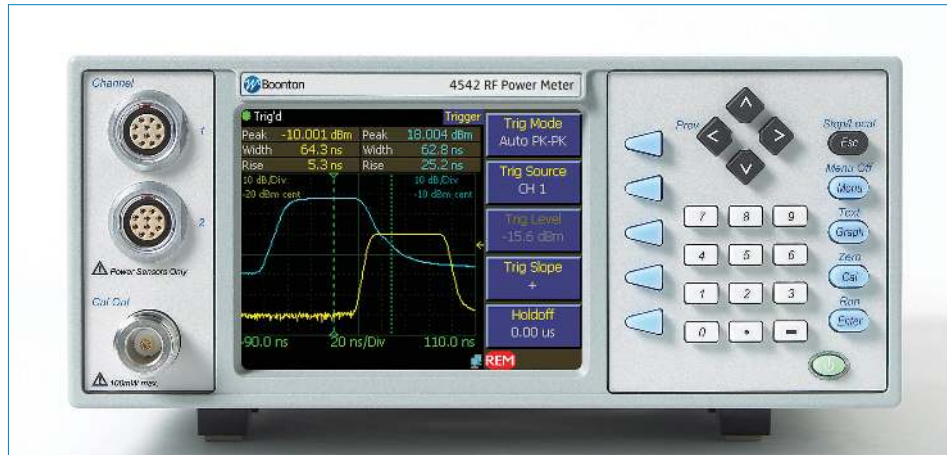 Channel
1
2
Power Sensors Only
Cal Out
100mW max.
Boonton
4542 RF Power Meter
Trig'd
Trigger
Peak -10.001 dBm Peak 18.004 dBm
Width 64.3 ns Width 62.8 ns
Rise 5.3 ns Rise 25.2 ns
10 dB/Div 10 dB/Div
-20 dBm cent -10 dBm cent
-90.0 ns 20 ns/Div 110.0 ns
REM
Trig Mode
Auto PK-PK
Trig Source
CH 1
Trig Level
-15.6 dBm
Trig Slope
+
Holdoff
0.00 us
Prev
Stop/Local
Esc
Menu Off
Menu
Text
Graph
Zero
Cal
Run
Enter
7 8 9
4 5 6
1 2 3
0 • −